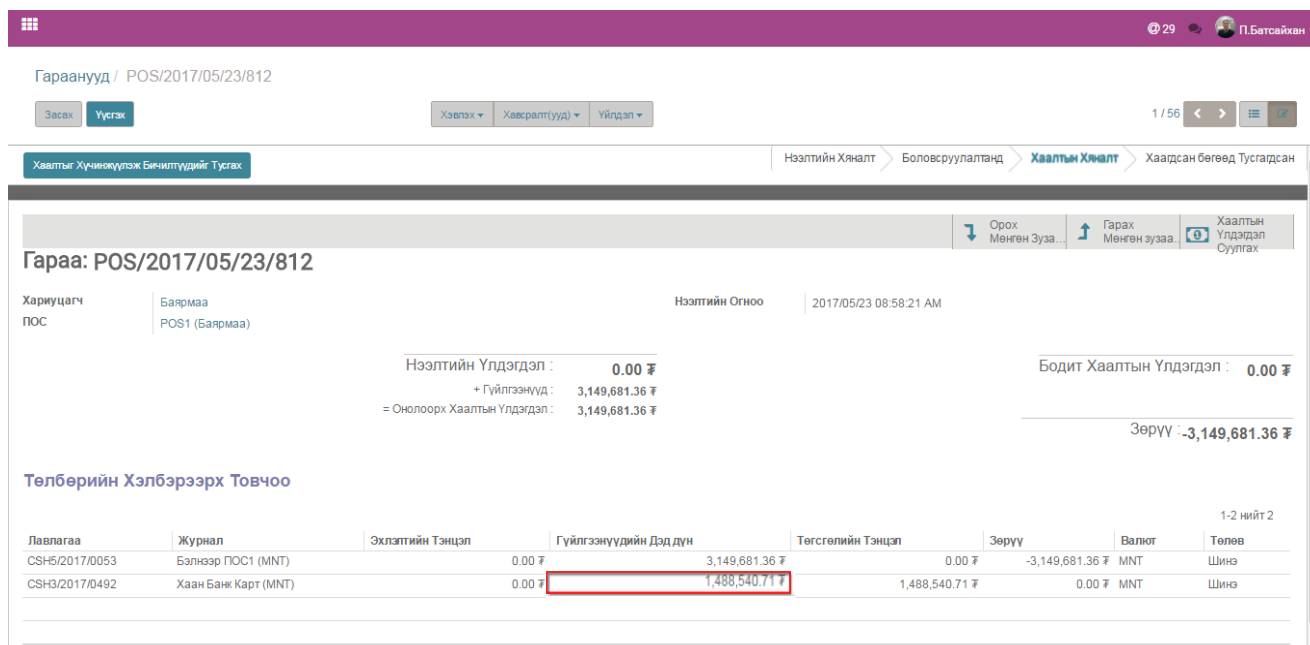 @ 29 П.Батсайхан
Гараанууд / POS/2017/05/23/812
Засах Үүсгэх Хэвлэх Хавсралт(ууд) Үйлдэл 1 / 56
Хаалтыг Хүчинжүүлэж Бичилтүүдийг Тусгах Нээлтийн Хяналт Боловсруулалтанд Хаалтын Хяналт Хаагдсан бөгөөд Тусгагдсан
Орох Мөнгөн Зуза... Гарах Мөнгөн зузаа... Хаалтын Үлдэгдэл Суулгах
Гараа: POS/2017/05/23/812
Хариуцагч Баярмаа Нээлтийн Огноо 2017/05/23 08:58:21 AM
ПОС POS1 (Баярмаа)
Нээлтийн Үлдэгдэл : 0.00 ₮ Бодит Хаалтын Үлдэгдэл : 0.00 ₮
+ Гүйлгээнүүд : 3,149,681.36 ₮
= Онолоорх Хаалтын Үлдэгдэл : 3,149,681.36 ₮
Зөрүү : -3,149,681.36 ₮
Төлбөрийн Хэлбэрээрх Товчоо
1-2 нийт 2
Лавлагаа Журнал Эхлэлтийн Тэнцэл Гүйлгээнүүдийн Дэд дүн Төгсгөлийн Тэнцэл Зөрүү Валют Төлөв
CSH5/2017/0053 Бэлнээр ПОС1 (MNT) 0.00 ₮ 3,149,681.36 ₮ 0.00 ₮ -3,149,681.36 ₮ MNT Шинэ
CSH3/2017/0492 Хаан Банк Карт (MNT) 0.00 ₮ 1,488,540.71 ₮ 1,488,540.71 ₮ 0.00 ₮ MNT Шинэ